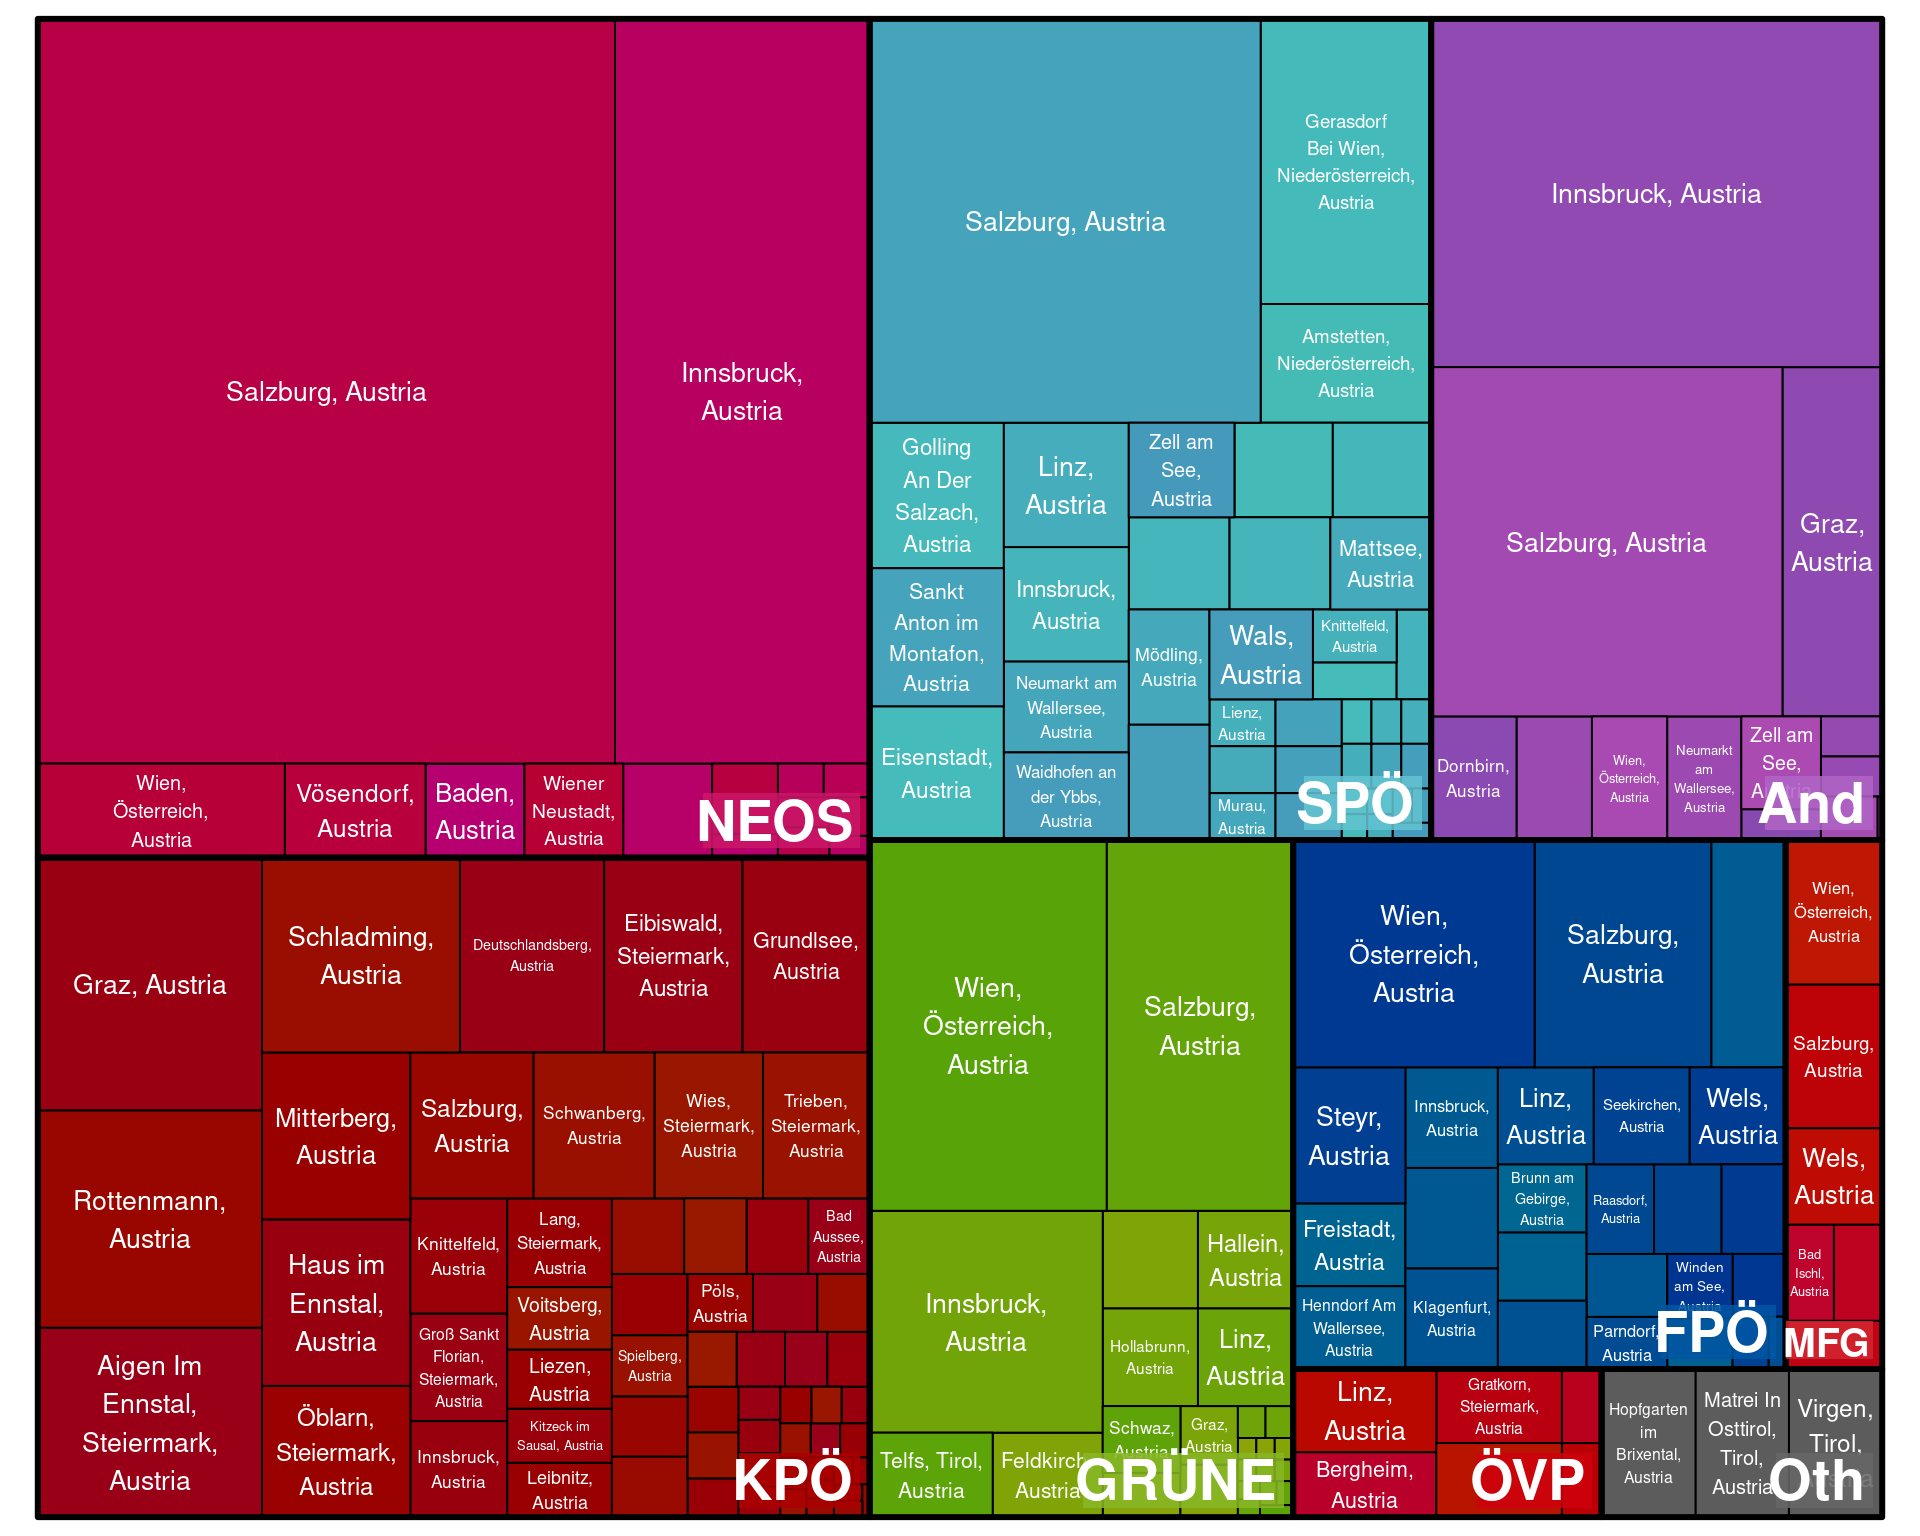 Salzburg, Austria
Innsbruck,
Austria
Wien,
Österreich,
Austria
Vösendorf,
Austria
Baden,
Austria
Wiener
Neustadt,
Austria
NEOS
Salzburg, Austria
Gerasdorf
Bei Wien,
Niederösterreich,
Austria
Amstetten,
Niederösterreich,
Austria
Golling
An Der
Salzach,
Austria
Linz,
Austria
Zell am
See,
Austria
Mattsee,
Austria
Sankt
Anton im
Montafon,
Austria
Innsbruck,
Austria
Mödling,
Austria
Wals,
Austria
Knittelfeld,
Austria
Neumarkt am
Wallersee,
Austria
Lienz,
Austria
Eisenstadt,
Austria
Waidhofen an
der Ybbs,
Austria
Murau,
Austria
SPÖ
Innsbruck, Austria
Salzburg, Austria
Graz,
Austria
Dornbirn,
Austria
Wien,
Österreich,
Austria
Neumarkt
am
Wallersee,
Austria
Zell am
See,
Austria
And
Graz, Austria
Schladming,
Austria
Deutschlandsberg,
Austria
Eibiswald,
Steiermark,
Austria
Grundlsee,
Austria
Rottenmann,
Austria
Mitterberg,
Austria
Salzburg,
Austria
Schwanberg,
Austria
Wies,
Steiermark,
Austria
Trieben,
Steiermark,
Austria
Haus im
Ennstal,
Austria
Knittelfeld,
Austria
Lang,
Steiermark,
Austria
Bad
Aussee,
Austria
Voitsberg,
Austria
Pöls,
Austria
Aigen Im
Ennstal,
Steiermark,
Austria
Groß Sankt
Florian,
Steiermark,
Austria
Liezen,
Austria
Spielberg,
Austria
Öblarn,
Steiermark,
Austria
Kitzeck im
Sausal, Austria
Innsbruck,
Austria
Leibnitz,
Austria
KPÖ
Wien,
Österreich,
Austria
Salzburg,
Austria
Innsbruck,
Austria
Hallein,
Austria
Hollabrunn,
Austria
Linz,
Austria
Telfs, Tirol,
Austria
Feldkirch,
Austria
Schwaz,
Austria
Graz,
Austria
GRÜNE
Wien,
Österreich,
Austria
Salzburg,
Austria
Steyr,
Austria
Innsbruck,
Austria
Linz,
Austria
Seekirchen,
Austria
Wels,
Austria
Brunn am
Gebirge,
Austria
Raasdorf,
Austria
Freistadt,
Austria
Henndorf Am
Wallersee,
Austria
Klagenfurt,
Austria
Winden
am See,
Austria
Parndorf,
Austria
FPÖ
Wien,
Österreich,
Austria
Salzburg,
Austria
Wels,
Austria
Bad
Ischl,
Austria
MFG
Linz,
Austria
Gratkorn,
Steiermark,
Austria
Bergheim,
Austria
ÖVP
Hopfgarten
im
Brixental,
Austria
Matrei In
Osttirol,
Tirol,
Austria
Virgen,
Tirol,
Austria
Oth